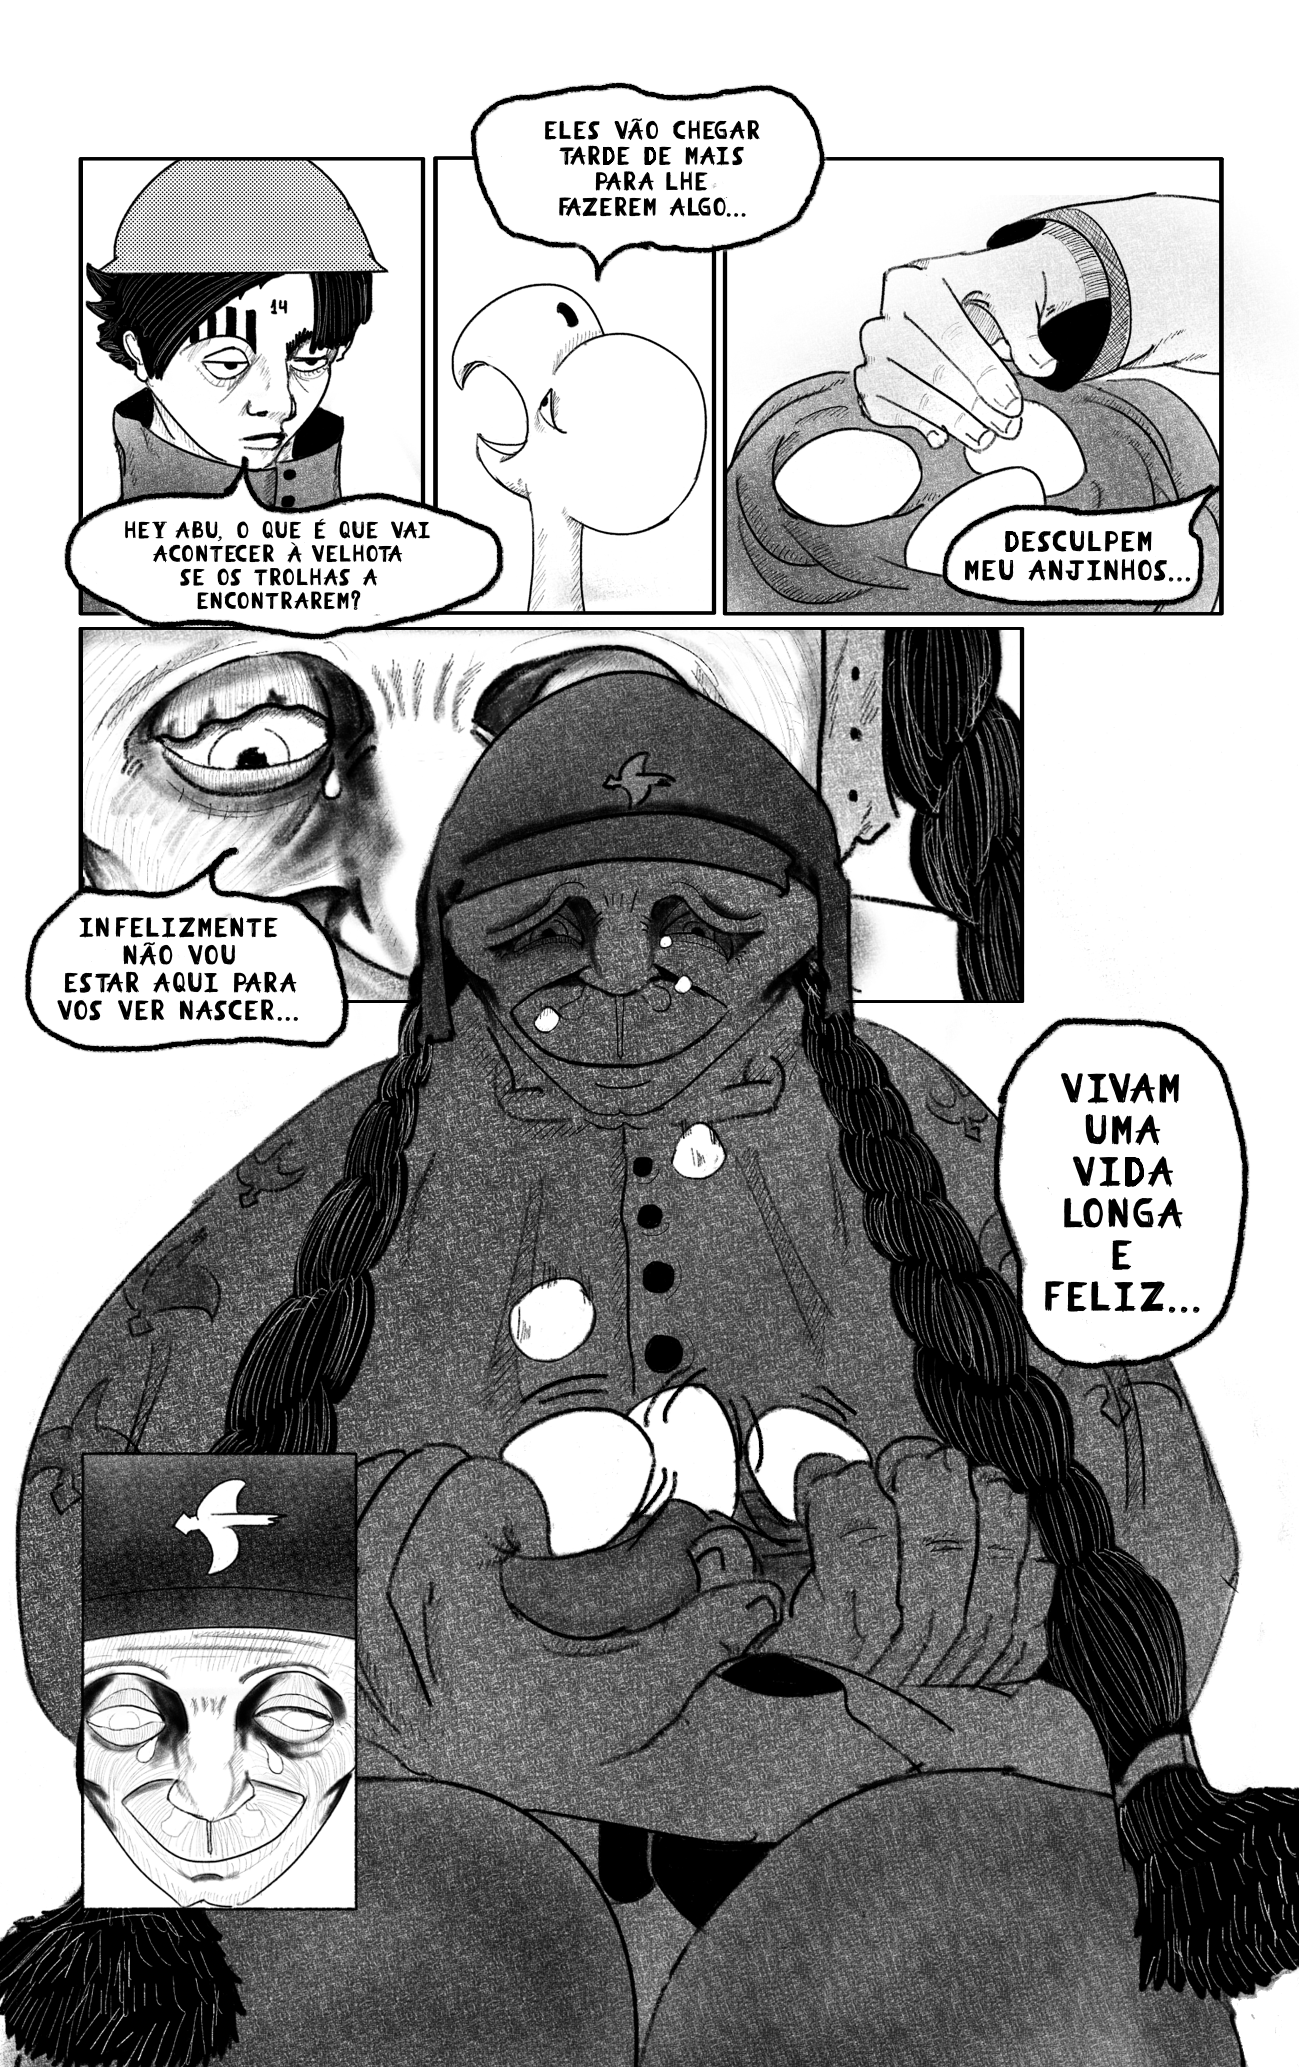 14
HEY ABU, O QUE É QUE VAI
ACONTECER À VELHOTA
SE OS TROLHAS A
ENCONTRAREM?
ELES VÃO CHEGAR
TARDE DE MAIS
PARA LHE
FAZEREM ALGO...
DESCULPEM
MEU ANJINHOS...
INFELIZMENTE
NÃO VOU
ESTAR AQUI PARA
VOS VER NASCER...
VIVAM
UMA
VIDA
LONGA
E
FELIZ...